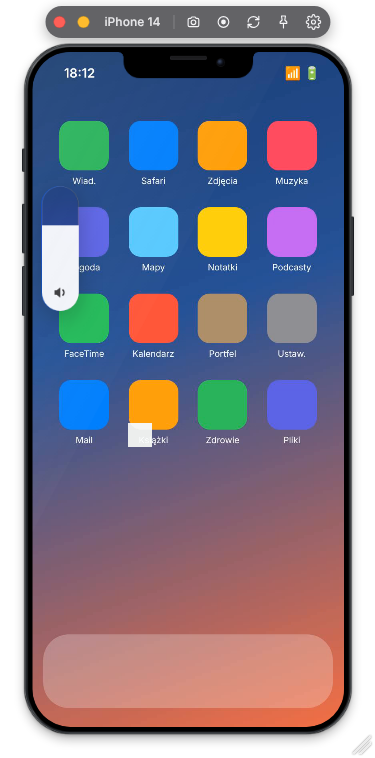 iPhone 14
18:12
Wiad. Safari Zdjęcia Muzyka
Mapy Notatki Podcasty
FaceTime Kalendarz Portfel Ustaw.
Mail Zdrowie Pliki